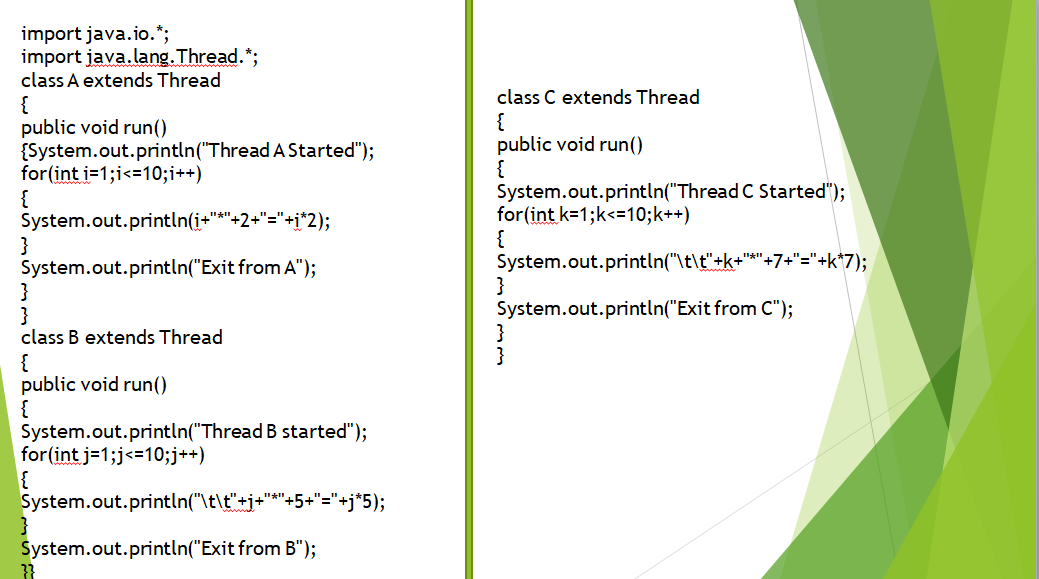 import java.io.*;
import java.lang.Thread.*;
class A extends Thread
{
public void run()
{System.out.println("Thread A Started");
for(int i=1;i<=10;i++)
{
System.out.println(i+"*"+2+"="+i*2);
}
System.out.println("Exit from A");
}
}
class B extends Thread
{
public void run()
{
System.out.println("Thread B started");
for(int j=1;j<=10;j++)
{
System.out.println("\t\t"+j+"*"+5+"="+j*5);
}
System.out.println("Exit from B");
}}
class C extends Thread
{
public void run()
{
System.out.println("Thread C Started");
for(int k=1;k<=10;k++)
{
System.out.println("\t\t"+k+"*"+7+"="+k*7);
}
System.out.println("Exit from C");
}
}